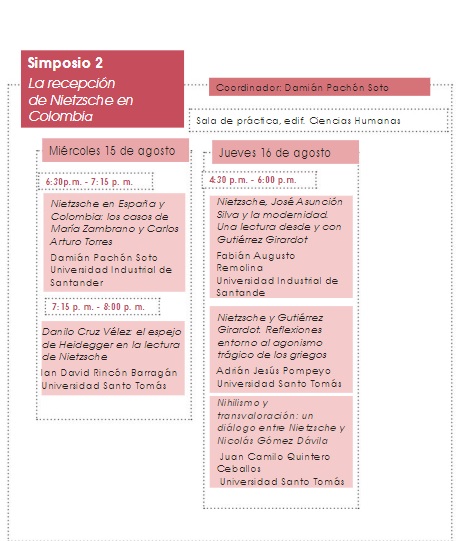 Simposio 2
La recepción
de Nietzsche en
Colombia
Coordinador: Damián Pachón Soto
Sala de práctica, edif. Ciencias Humanas
Miércoles 15 de agosto
6:30p.m. - 7:15 p. m.
Nietzsche en España y
Colombia: los casos de
María Zambrano y Carlos
Arturo Torres
Damián Pachón Soto
Universidad Industrial de
Santander
7:15 p. m. - 8:00 p. m.
Danilo Cruz Vélez: el espejo
de Heidegger en la lectura
de Nietzsche
Ian David Rincón Barragán
Universidad Santo Tomás
Jueves 16 de agosto
4:30 p.m. - 6:00 p.m.
Nietzsche, José Asunción
Silva y la modernidad.
Una lectura desde y con
Gutiérrez Girardot
Fabián Augusto
Remolina
Universidad Industrial de
Santande
Nietzsche y Gutiérrez
Girardot. Reflexiones
entorno al agonismo
trágico de los griegos
Adrián Jesús Pompeyo
Universidad Santo Tomás
Nihilismo y
transvaloración: un
diálogo entre Nietzsche y
Nicolás Gómez Dávila
Juan Camilo Quintero
Ceballos
Universidad Santo Tomás